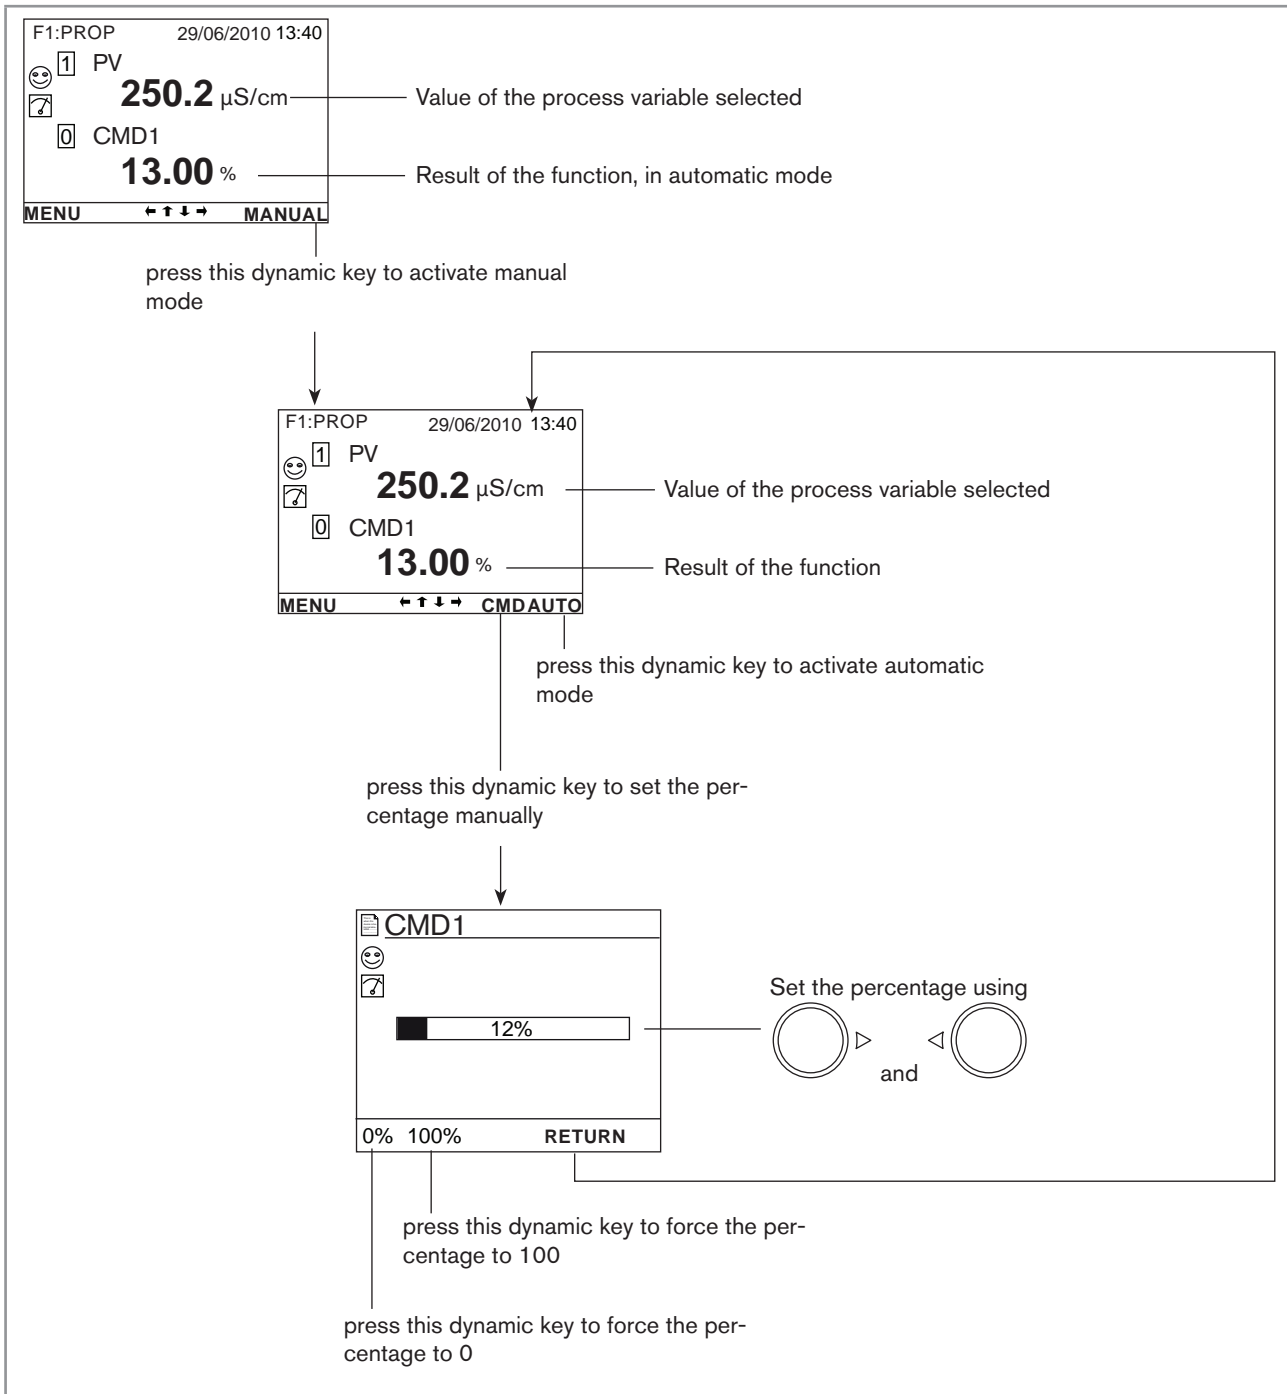 F1:PROP 29/06/2010 13:40
1 PV
250.2 µS/cm
Value of the process variable selected
0 CMD1
13.00 %
Result of the function, in automatic mode
MENU MANUAL
press this dynamic key to activate manual
mode
F1:PROP 29/06/2010 13:40
1 PV
250.2 µS/cm
Value of the process variable selected
0 CMD1
13.00 %
Result of the function
MENU CMD AUTO
press this dynamic key to activate automatic
mode
press this dynamic key to set the per-
centage manually
CMD1
Set the percentage using
12%
and
0% 100% RETURN
press this dynamic key to force the per-
centage to 100
press this dynamic key to force the per-
centage to 0